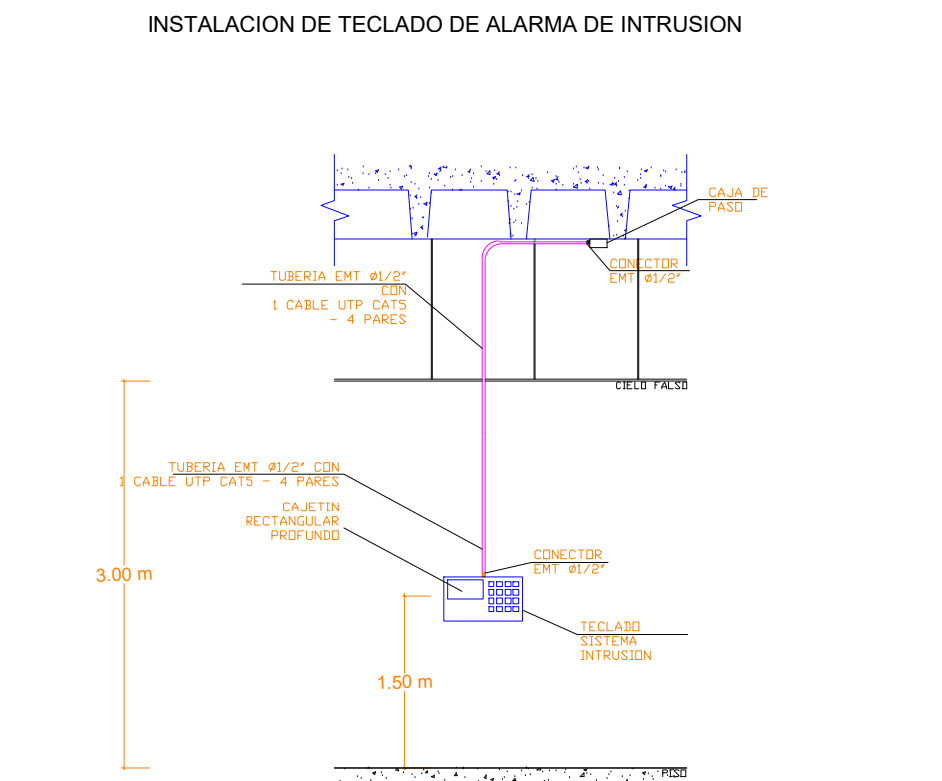 INSTALACION DE TECLADO DE ALARMA DE INTRUSION
CAJA DE
PASO
CONECTOR
EMT Ø1/2"
TUBERIA EMT Ø1/2"
CON
1 CABLE UTP CAT5
- 4 PARES
CIELO FALSO
TUBERIA EMT Ø1/2" CON
1 CABLE UTP CAT5 - 4 PARES
CAJETIN
RECTANGULAR
PROFUNDO
CONECTOR
EMT Ø1/2"
3.00 m
TECLADO
SISTEMA
INTRUSION
1.50 m
PISO